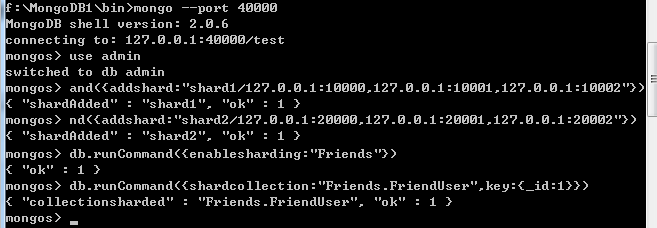 f:\MongoDB1\bin>mongo --port 40000
MongoDB shell version: 2.0.6
connecting to: 127.0.0.1:40000/test
mongos> use admin
switched to db admin
mongos> and({addshard:"shard1/127.0.0.1:10000,127.0.0.1:10001,127.0.0.1:10002"})
{ "shardAdded" : "shard1", "ok" : 1 }
mongos> nd({addshard:"shard2/127.0.0.1:20000,127.0.0.1:20001,127.0.0.1:20002"})
{ "shardAdded" : "shard2", "ok" : 1 }
mongos> db.runCommand({enablesharding:"Friends"})
{ "ok" : 1 }
mongos> db.runCommand({shardcollection:"Friends.FriendUser",key:{_id:1}})
{ "collectionsharded" : "Friends.FriendUser", "ok" : 1 }
mongos> _